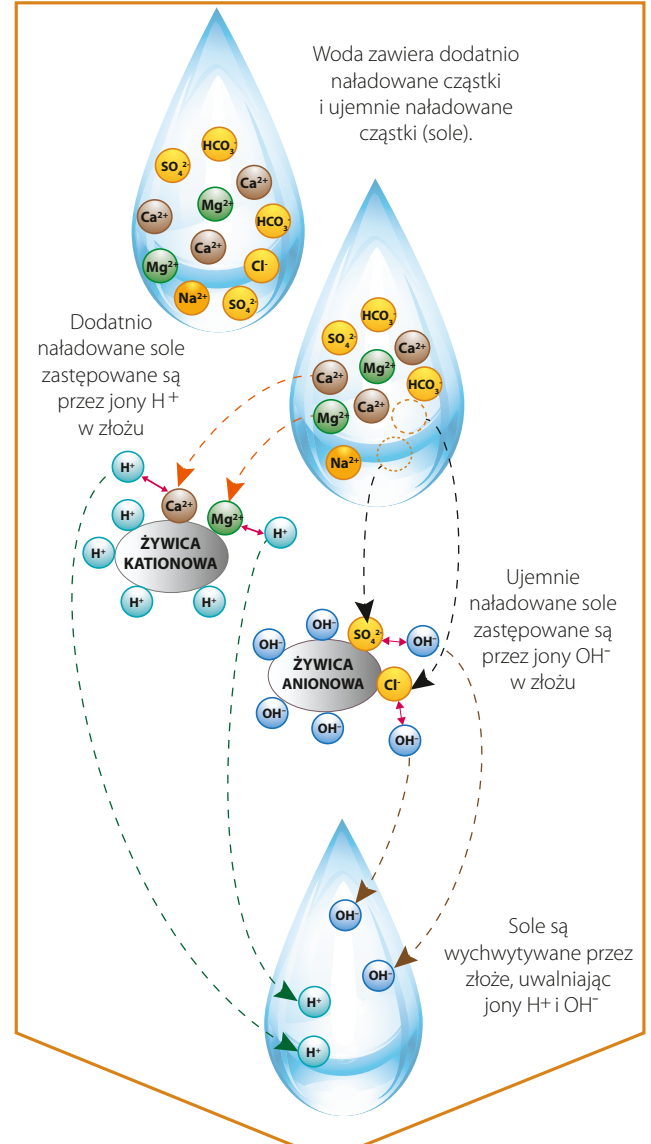 Woda zawiera dodatnio
naładowane cząstki
i ujemnie naładowane
cząstki (sole).
HCO₃⁻
SO₄²⁻
Ca²⁺
Mg²⁺
Ca²⁺
HCO₃⁻
Ca²⁺
Mg²⁺
Cl⁻
Na²⁺
SO₄²⁻
Dodatnio
naładowane sole
zastępowane są
przez jony H⁺
w złożu
HCO₃⁻
SO₄²⁻
Ca²⁺
Mg²⁺
Ca²⁺
HCO₃⁻
Ca²⁺
Mg²⁺
Na²⁺
H⁺
Ca²⁺
H⁺
Mg²⁺
H⁺
H⁺
ŻYWICA
KATIONOWA
H⁺
H⁺
Ujemnie
naładowane sole
zastępowane są
przez jony OH⁻
w złożu
OH⁻
SO₄²⁻
OH⁻
OH⁻
ŻYWICA
ANIONOWA
Cl⁻
OH⁻
OH⁻
OH⁻
OH⁻
OH⁻
H⁺
H⁺
Sole są
wychwytywane przez
złoże, uwalniając
jony H⁺ i OH⁻